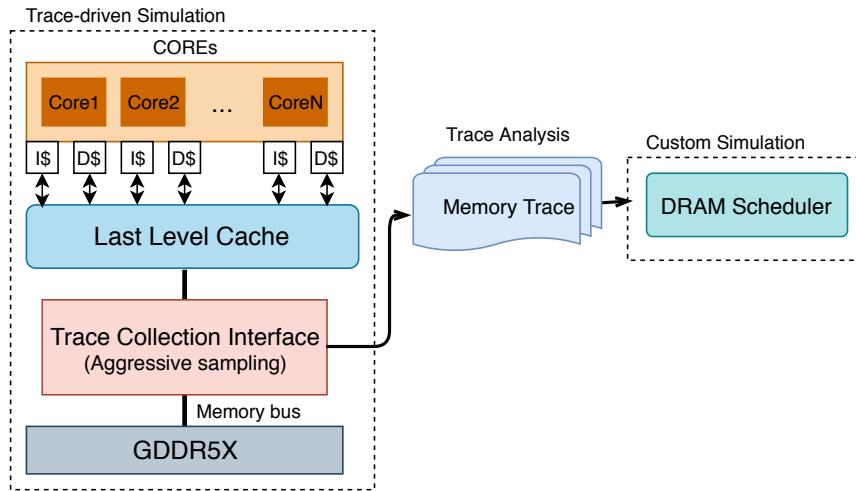 Trace-driven Simulation
COREs
Core1 Core2 ... CoreN
I$ D$ I$ D$ I$ D$
Last Level Cache
Trace Collection Interface
(Aggressive sampling)
Memory bus
GDDR5X
Trace Analysis
Memory Trace
Custom Simulation
DRAM Scheduler